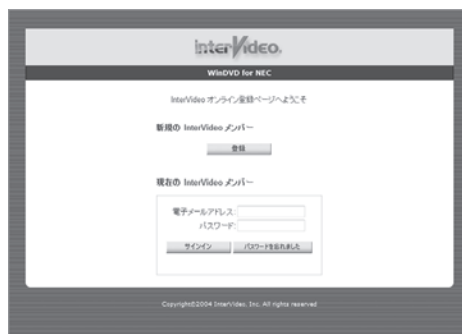 InterVideo.
WinDVD for NEC
InterVideo オンライン登録ページへようこそ
新規の InterVideo メンバー
登録
現在の InterVideo メンバー
電子メールアドレス:
パスワード:
サインイン パスワードを忘れました
Copyright©2004 InterVideo, Inc. All rights reserved